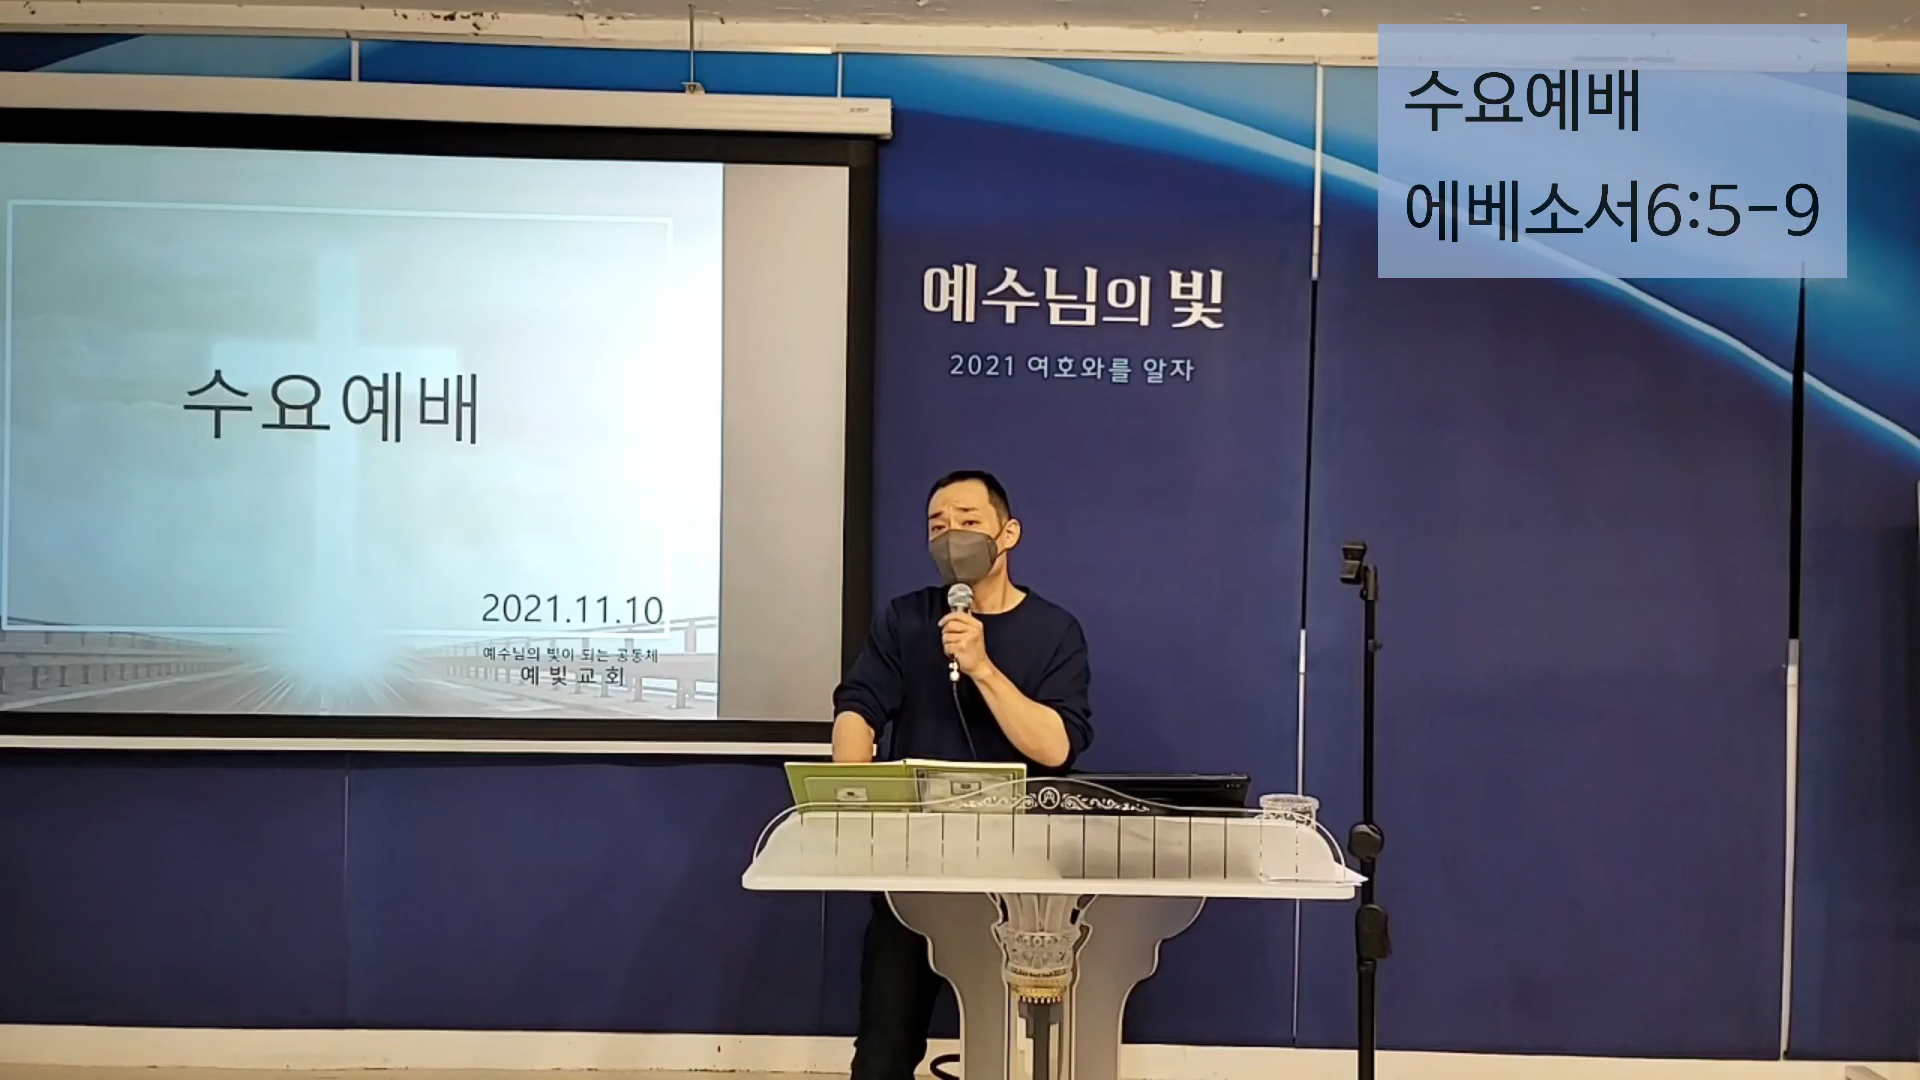 수요예배
에베소서6:5-9
예수님의 빛
2021 여호와를 알자
수요예배
2021.11.10
예수님의 빛이 되는 공동체
예빛교회